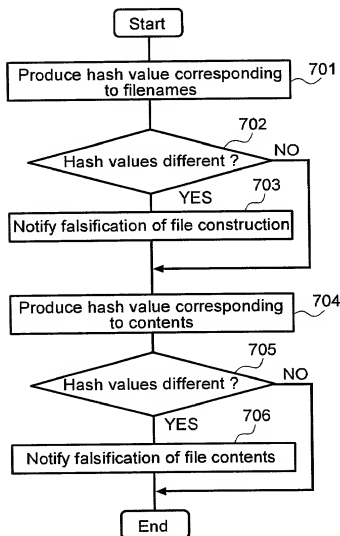 Start
Produce hash value corresponding
to filenames
701
702
Hash values different ?
NO
YES
703
Notify falsification of file construction
Produce hash value corresponding
to contents
704
705
Hash values different ?
NO
YES
706
Notify falsification of file contents
End